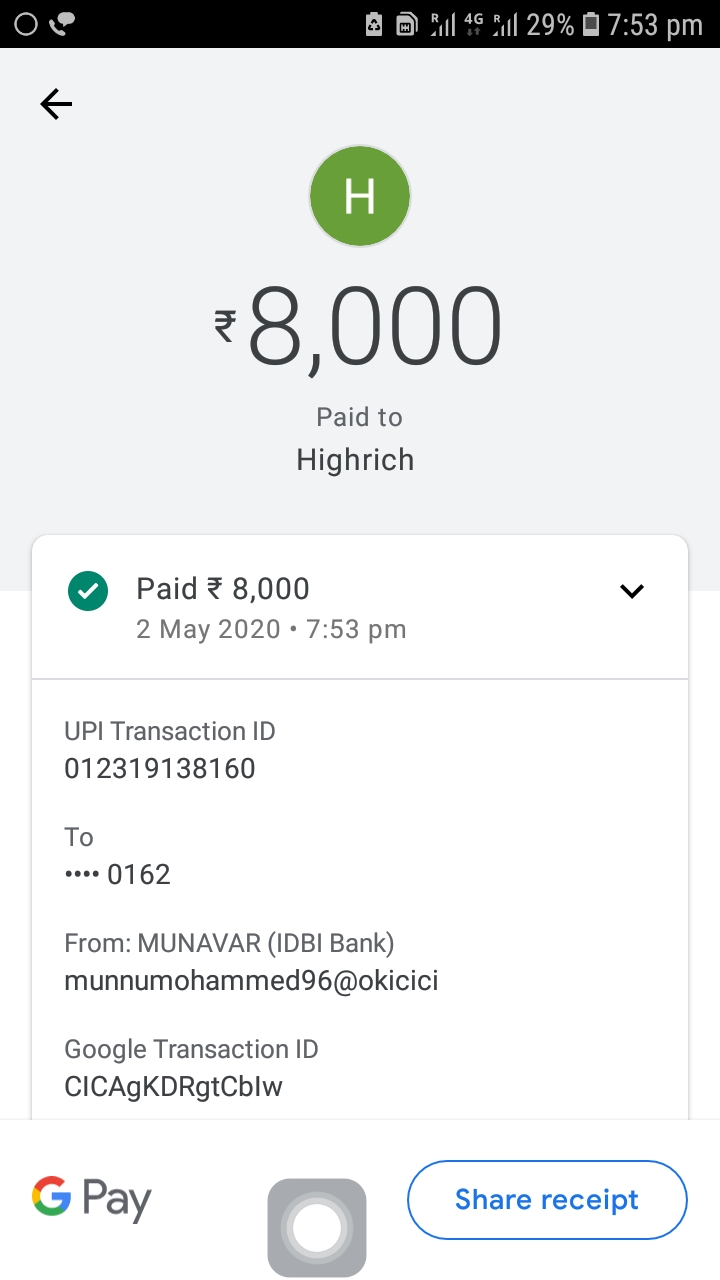 R 4G R 29% 7:53 pm
H
₹8,000
Paid to
Highrich
Paid ₹ 8,000
2 May 2020 • 7:53 pm
UPI Transaction ID
012319138160
To
•••• 0162
From: MUNAVAR (IDBI Bank)
munnumohammed96@okicici
Google Transaction ID
CICAgKDRgtCbIw
G Pay
Share receipt